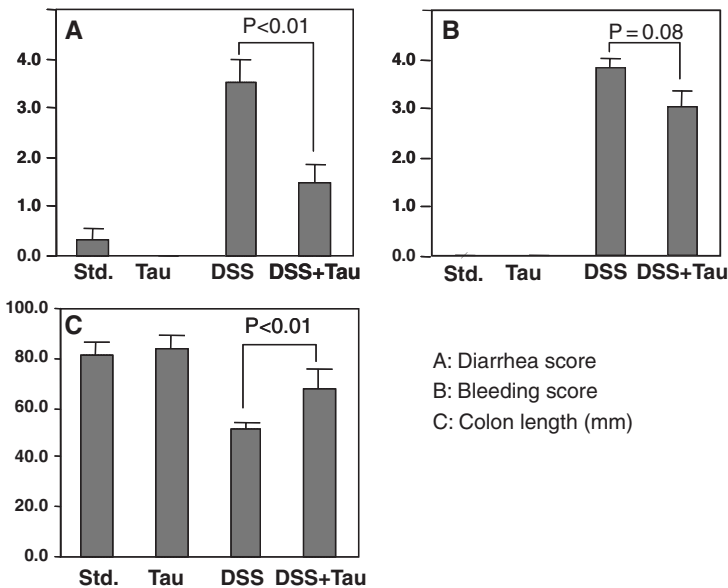 A
P<0.01
4.0
3.0
2.0
1.0
0.0
Std. Tau DSS DSS+Tau
B
P = 0.08
4.0
3.0
2.0
1.0
0.0
Std. Tau DSS DSS+Tau
C
P<0.01
100.0
80.0
60.0
40.0
20.0
0.0
Std. Tau DSS DSS+Tau
A: Diarrhea score
B: Bleeding score
C: Colon length (mm)